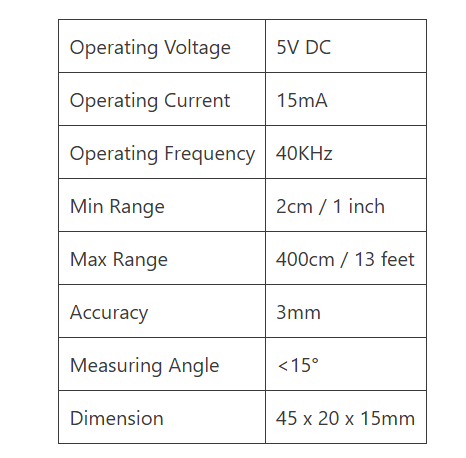 Operating Voltage 5V DC
Operating Current 15mA
Operating Frequency 40KHz
Min Range 2cm / 1 inch
Max Range 400cm / 13 feet
Accuracy 3mm
Measuring Angle <15°
Dimension 45 x 20 x 15mm